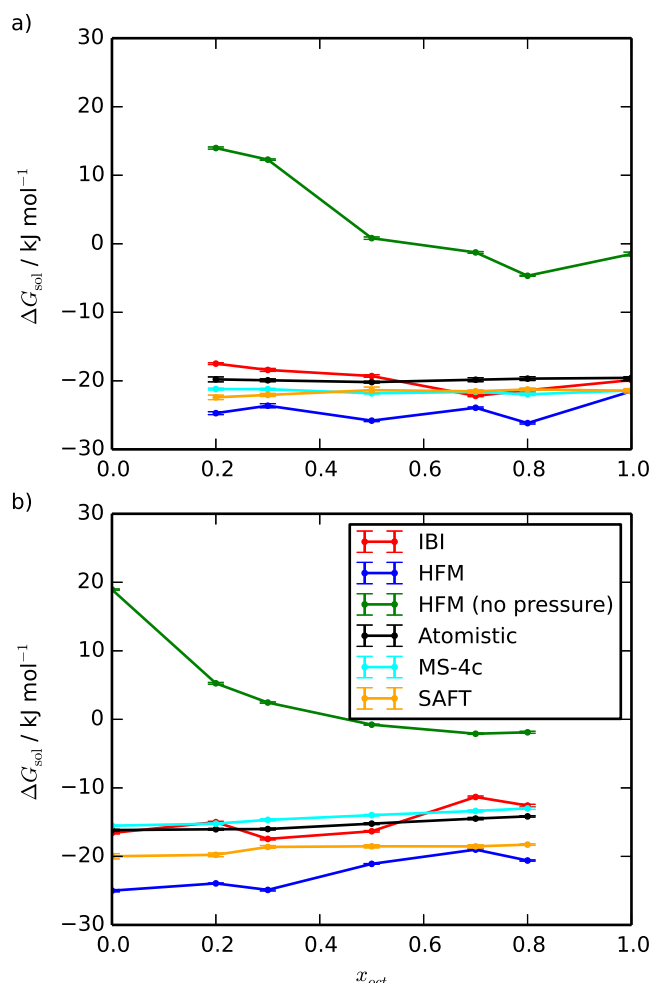 a)
30
20
10
0
−10
−20
−30
ΔG_sol / kJ mol⁻¹
0.0 0.2 0.4 0.6 0.8 1.0
b)
30
20
10
0
−10
−20
−30
ΔG_sol / kJ mol⁻¹
IBI
HFM
HFM (no pressure)
Atomistic
MS-4c
SAFT
0.0 0.2 0.4 0.6 0.8 1.0
x_oct